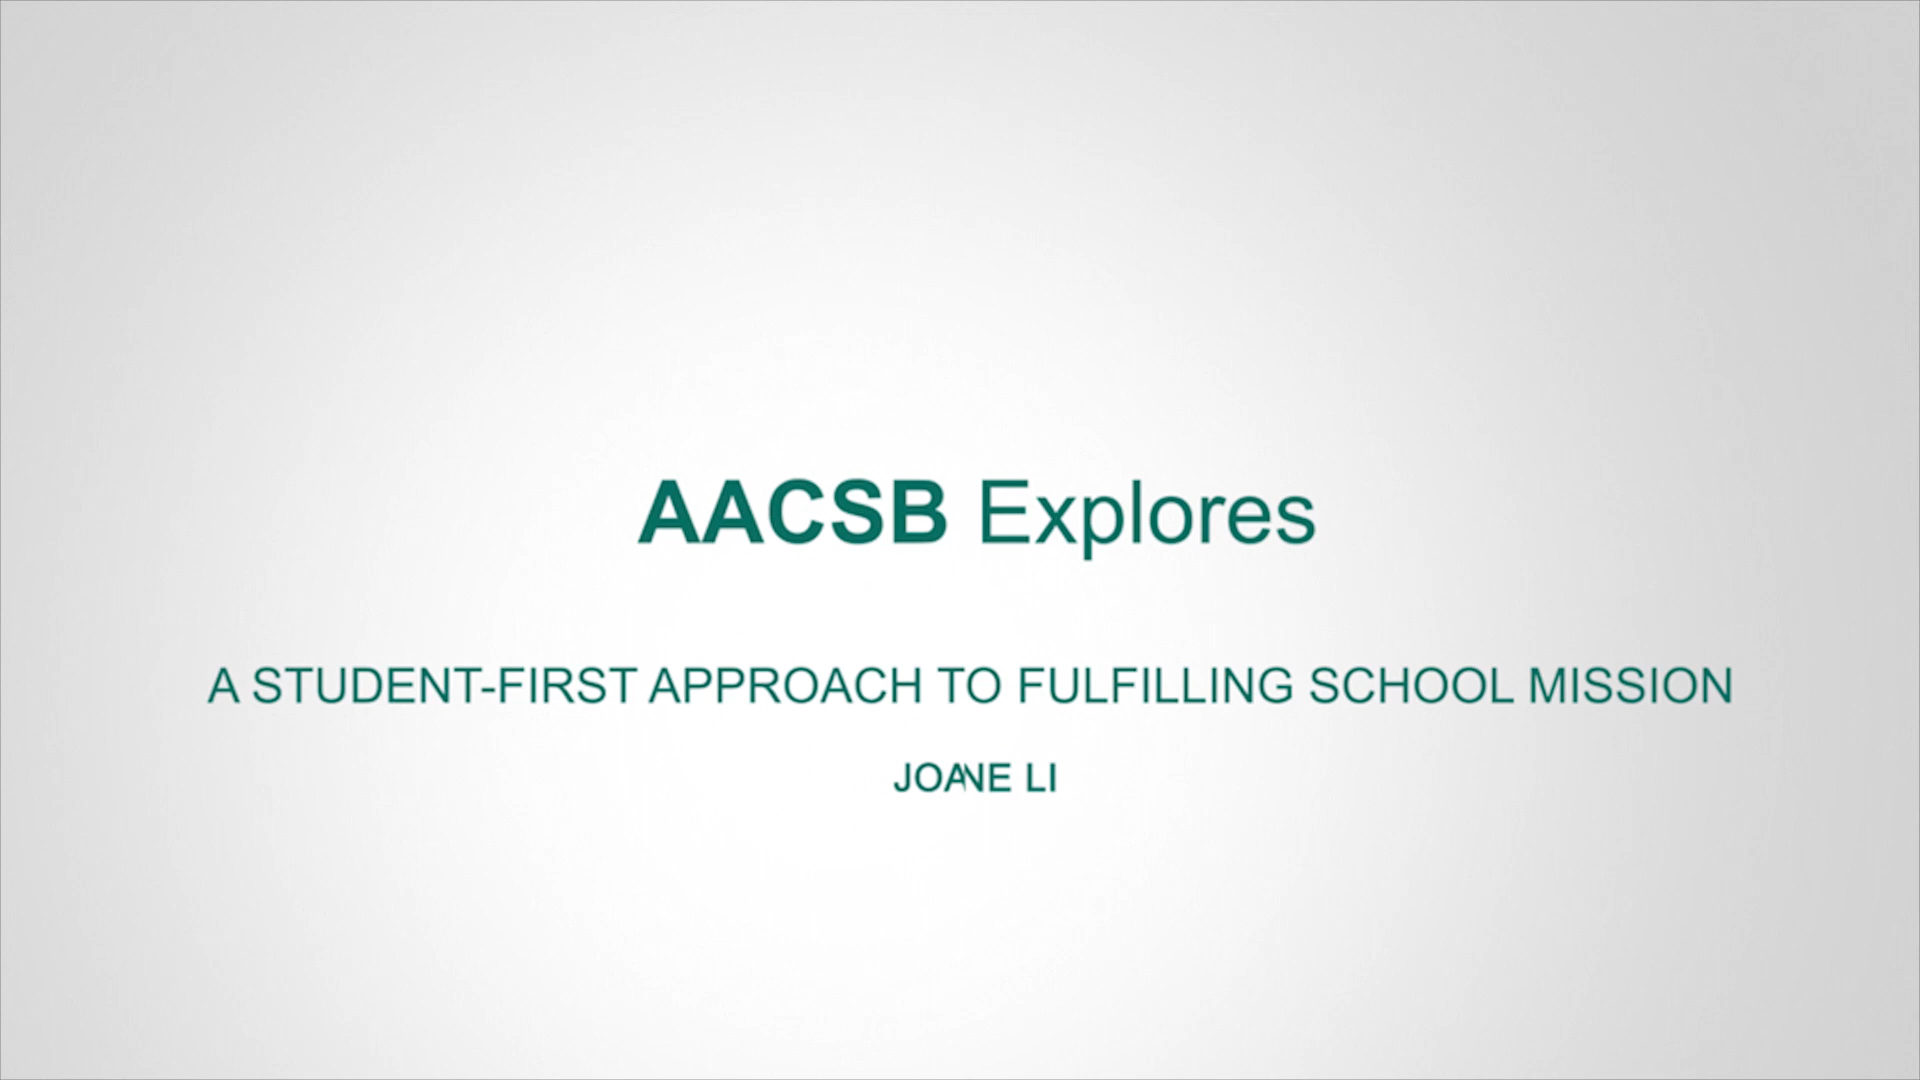 AACSB Explores
A STUDENT-FIRST APPROACH TO FULFILLING SCHOOL MISSION
JOANE LI